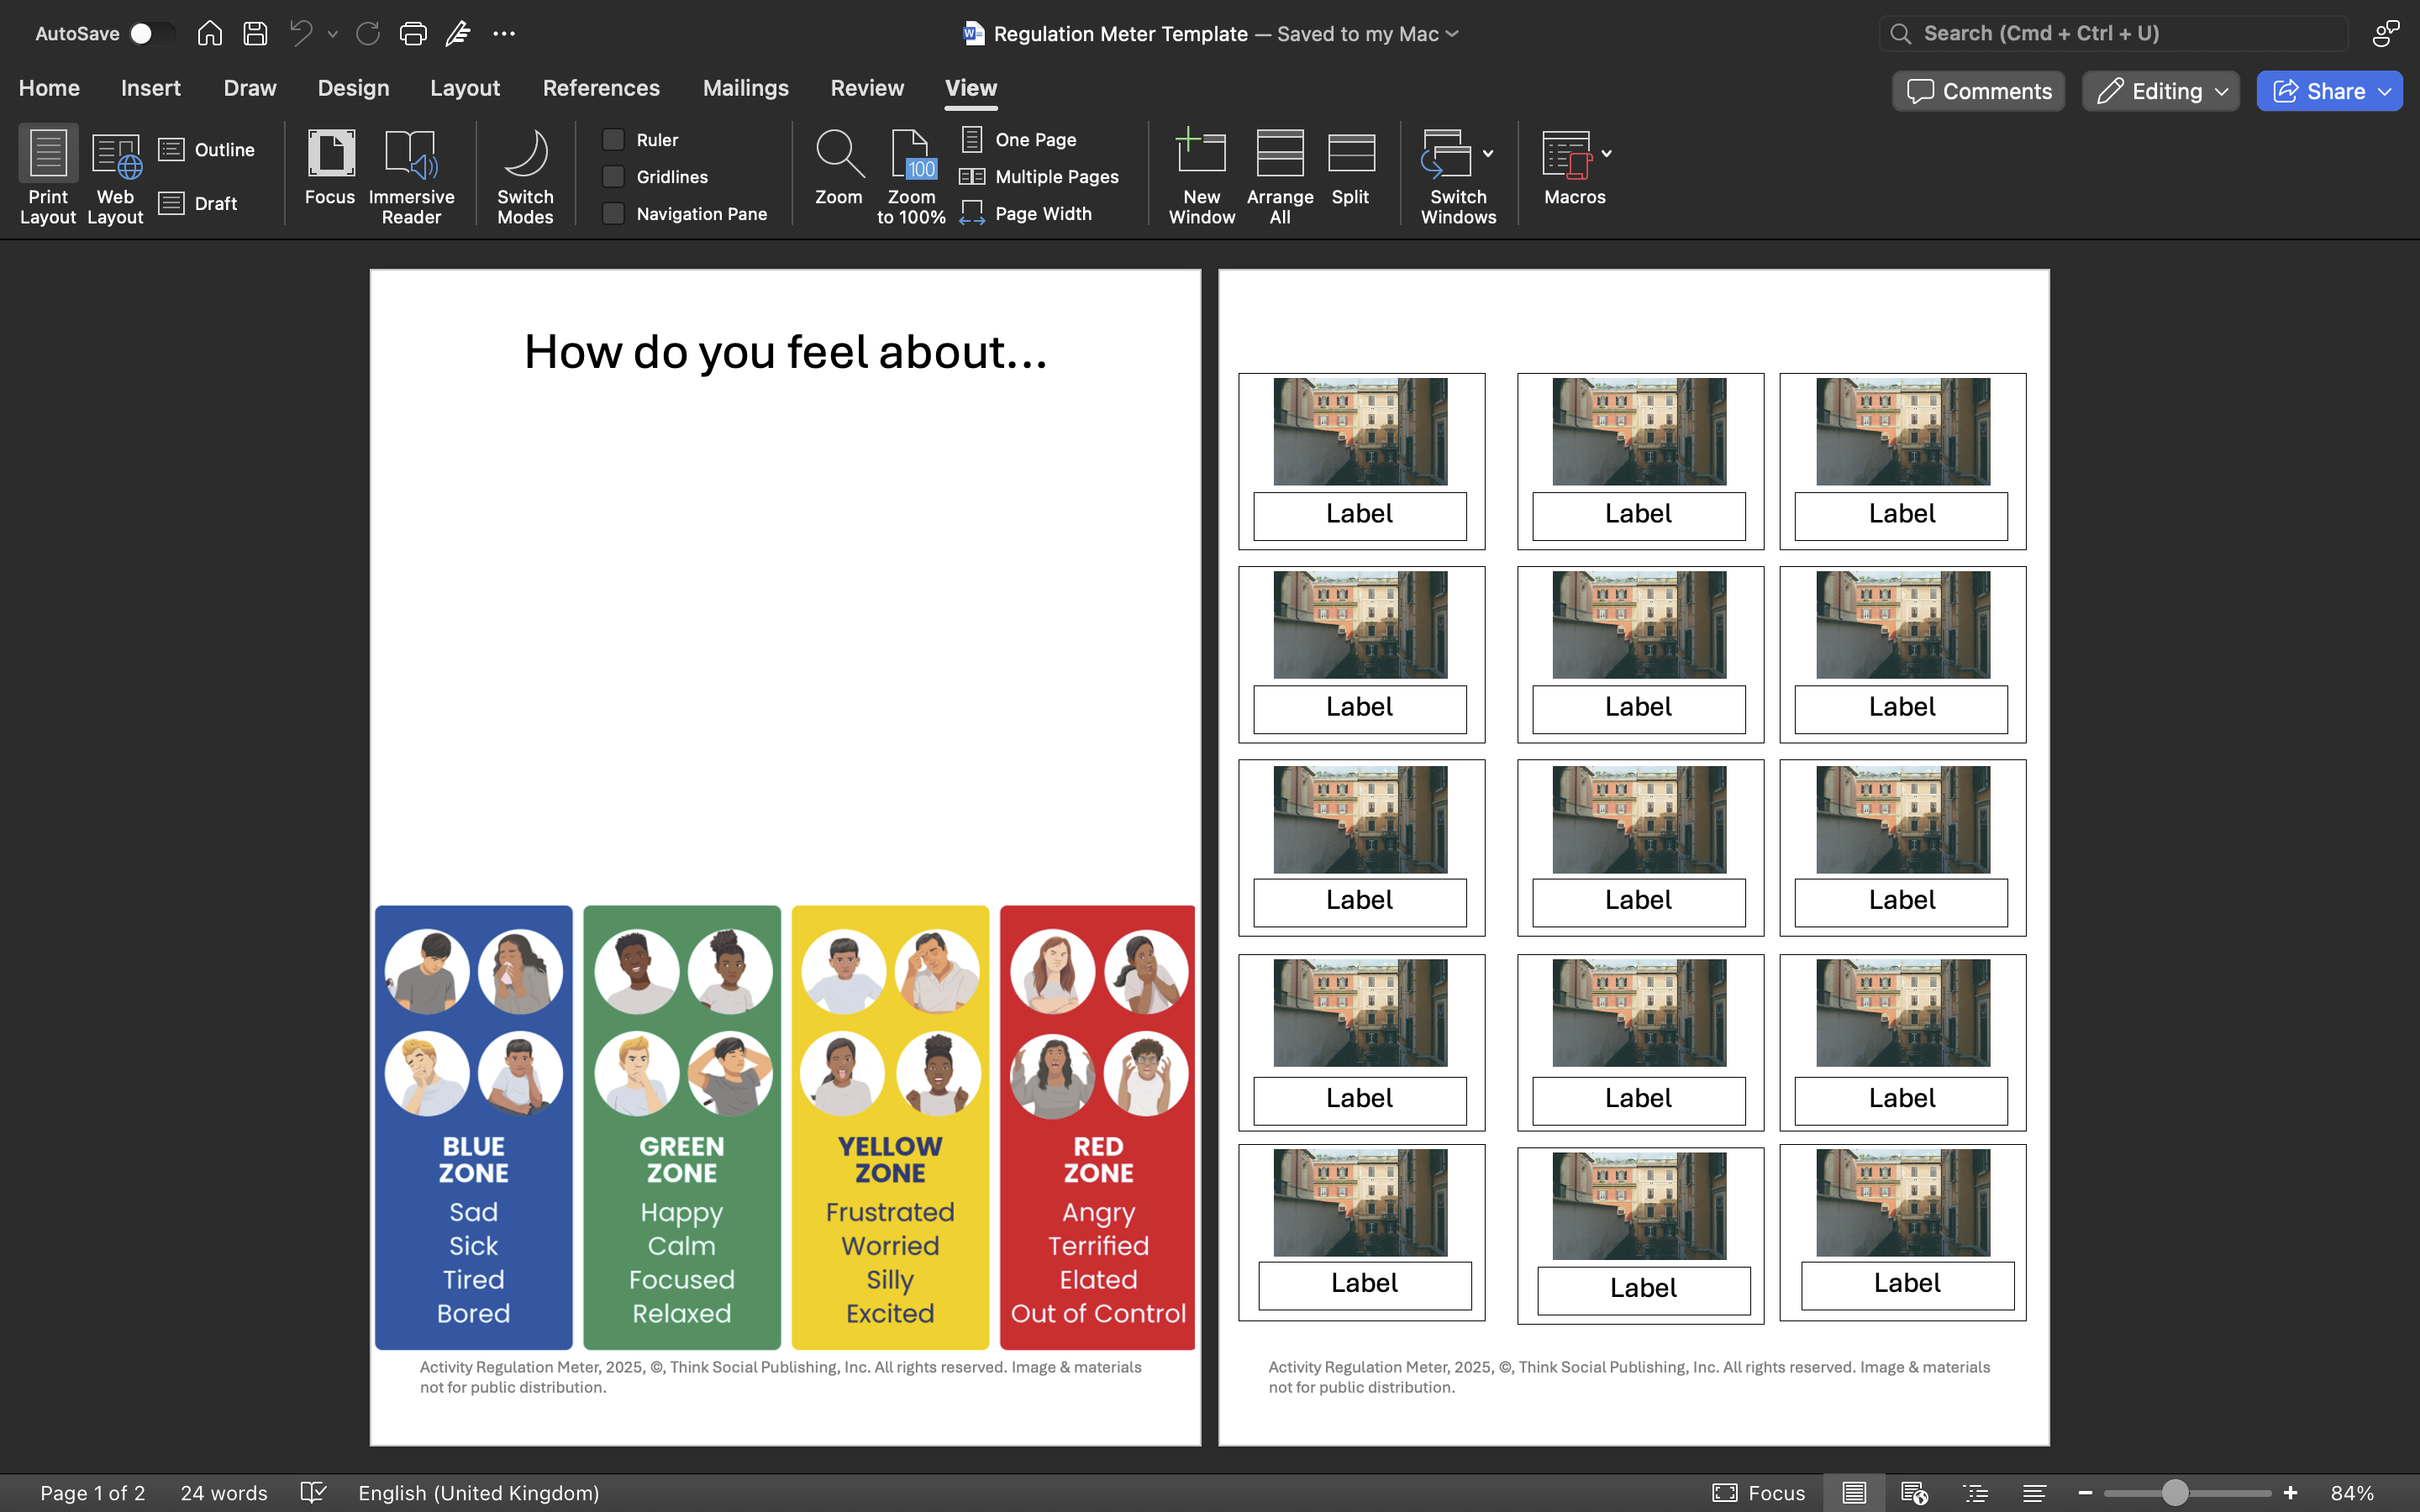 AutoSave
Regulation Meter Template — Saved to my Mac
Search (Cmd + Ctrl + U)
Home Insert Draw Design Layout References Mailings Review View
Comments Editing Share
Print Layout
Web Layout
Outline
Draft
Focus
Immersive Reader
Switch Modes
Ruler
Gridlines
Navigation Pane
Zoom
100
Zoom to 100%
One Page
Multiple Pages
Page Width
New Window
Arrange All
Split
Switch Windows
Macros
How do you feel about...
BLUE
ZONE
Sad
Sick
Tired
Bored
GREEN
ZONE
Happy
Calm
Focused
Relaxed
YELLOW
ZONE
Frustrated
Worried
Silly
Excited
RED
ZONE
Angry
Terrified
Elated
Out of Control
Activity Regulation Meter, 2025, ©, Think Social Publishing, Inc. All rights reserved. Image & materials
not for public distribution.
Label Label Label
Label Label Label
Label Label Label
Label Label Label
Label Label Label
Activity Regulation Meter, 2025, ©, Think Social Publishing, Inc. All rights reserved. Image & materials
not for public distribution.
Page 1 of 2 24 words English (United Kingdom) Focus 84%